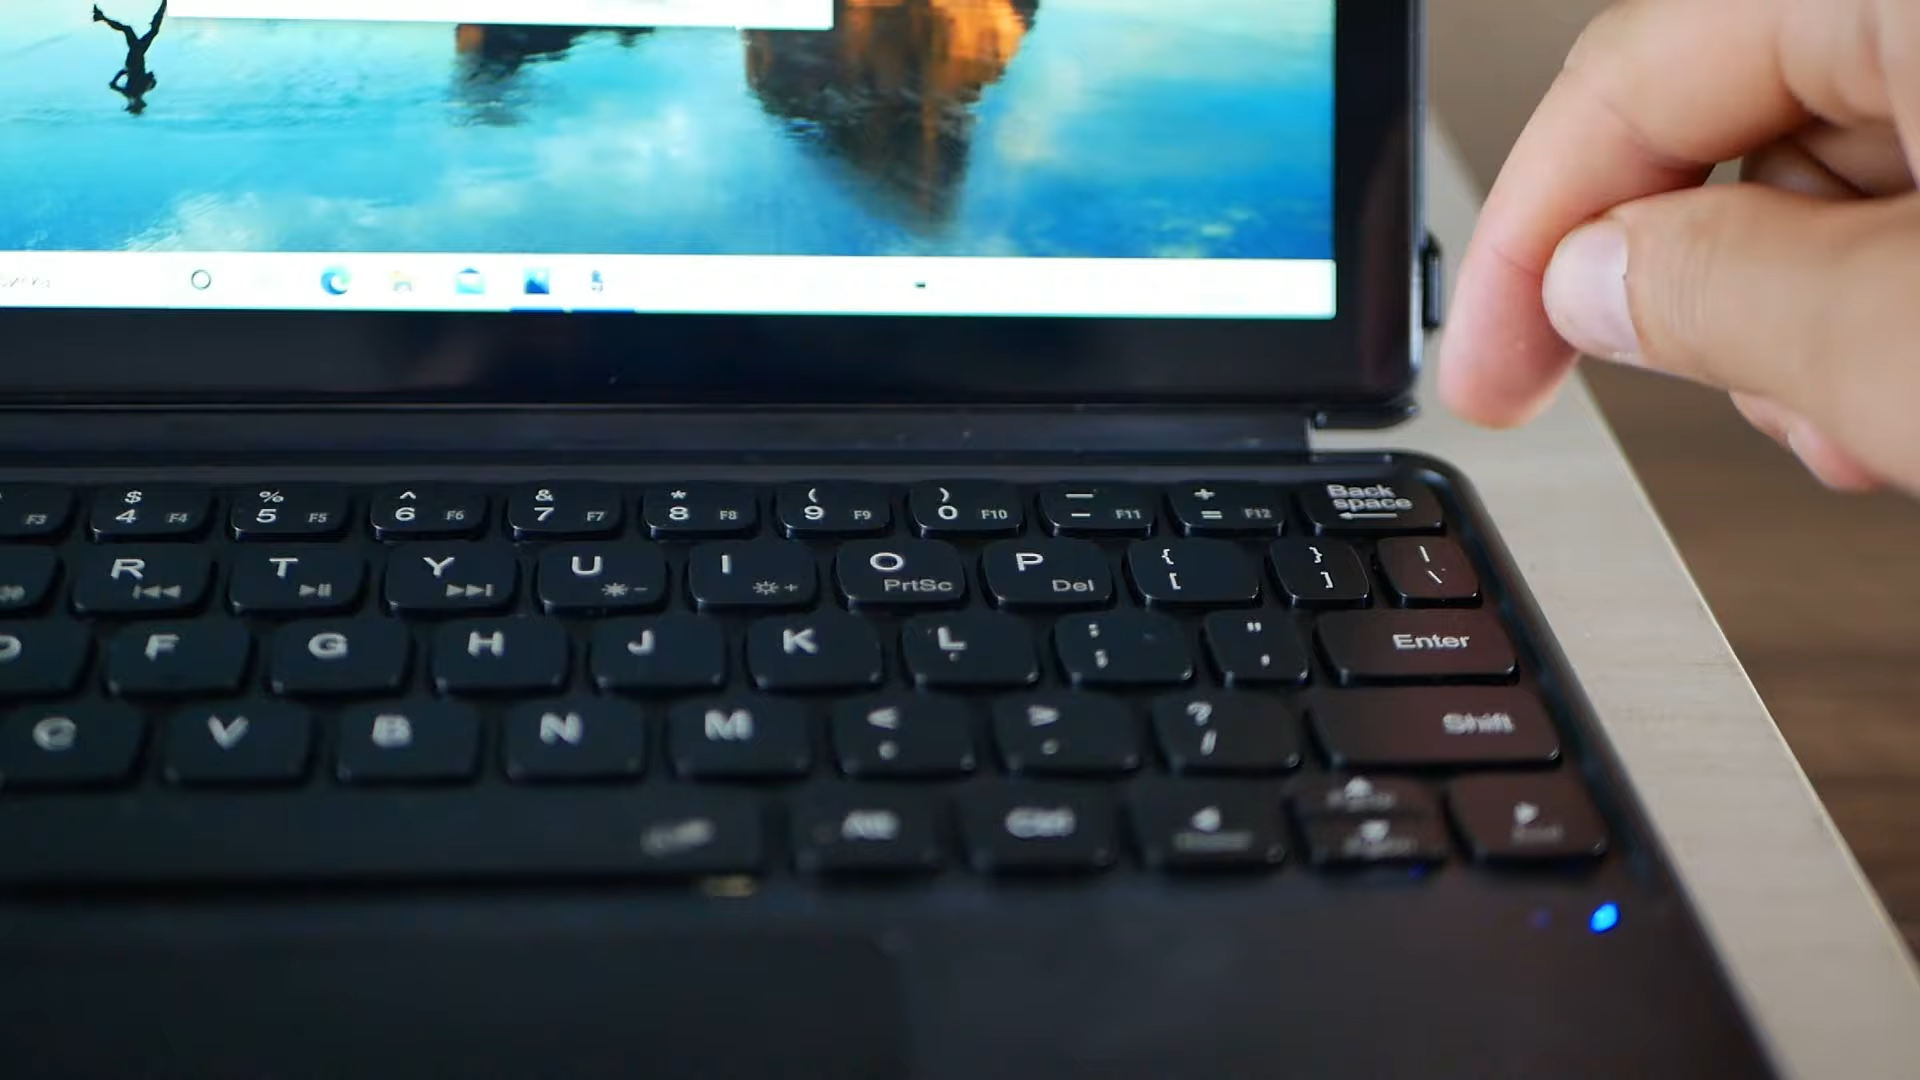 F3 $ 4 F4 % 5 F5 ^ 6 F6 & 7 F7 * 8 F8 ( 9 F9 ) 0 F10 — - F11 + = F12 Back space
R T Y U - I + O PrtSc P Del { [ } ] | \
F G H J K L : ; " ' Enter
C V B N M < , > . ? / Shift
Alt Ctrl